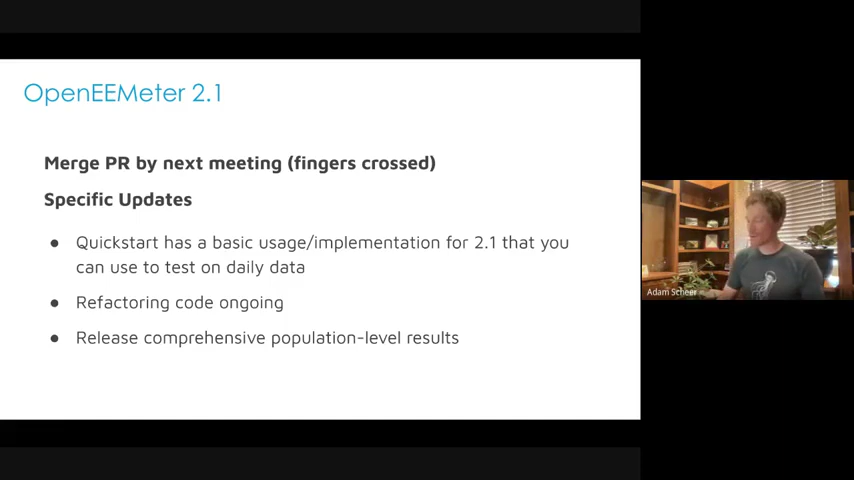 OpenEEMeter 2.1
Merge PR by next meeting (fingers crossed)
Specific Updates
● Quickstart has a basic usage/implementation for 2.1 that you
can use to test on daily data
● Refactoring code ongoing
● Release comprehensive population-level results
Adam Scheer